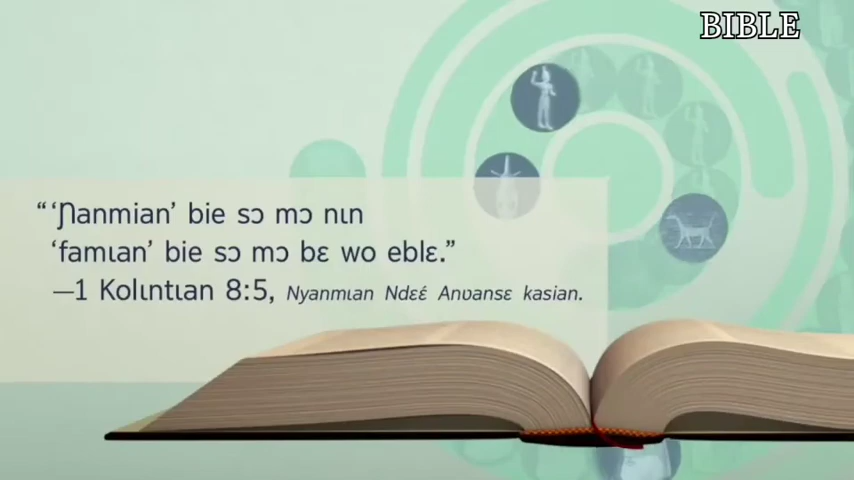 BIBLE
“ ‘Ɲanmian’ bie sɔ mɔ nɩn
‘famɩan’ bie sɔ mɔ bɛ wo eblɛ.”
—1 Kolɩntɩan 8:5, Nyanmɩan Ndɛɛ́ Anʋansɛ kasian.